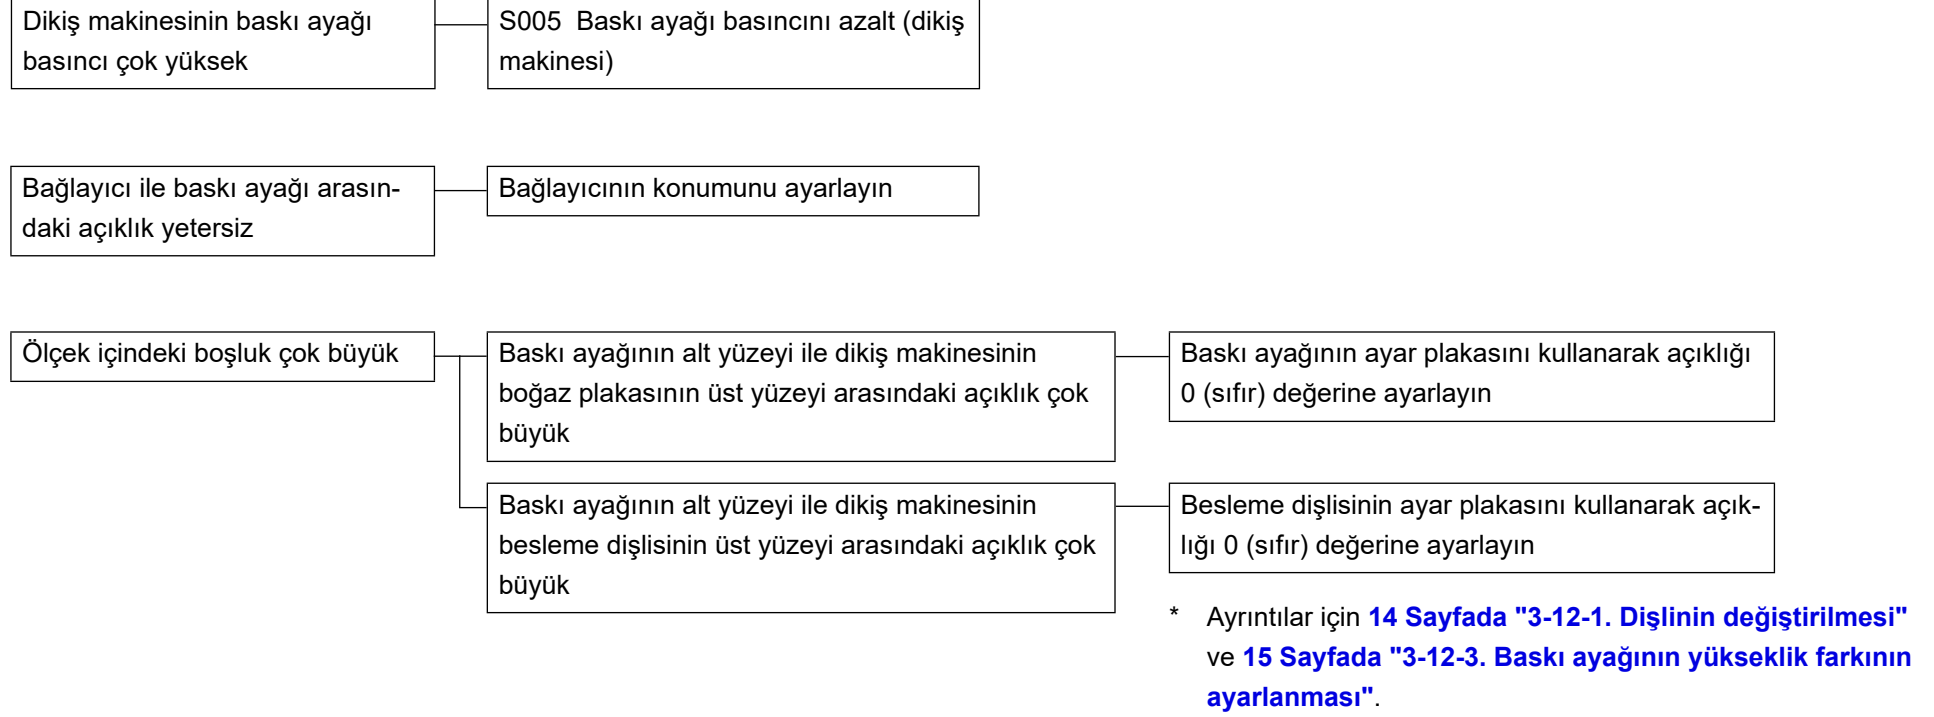 Dikiş makinesinin baskı ayağı
basıncı çok yüksek
S005  Baskı ayağı basıncını azalt (dikiş
makinesi)
Bağlayıcı ile baskı ayağı arasın-
daki açıklık yetersiz
Bağlayıcının konumunu ayarlayın
Ölçek içindeki boşluk çok büyük
Baskı ayağının alt yüzeyi ile dikiş makinesinin
boğaz plakasının üst yüzeyi arasındaki açıklık çok
büyük
Baskı ayağının ayar plakasını kullanarak açıklığı
0 (sıfır) değerine ayarlayın
Baskı ayağının alt yüzeyi ile dikiş makinesinin
besleme dişlisinin üst yüzeyi arasındaki açıklık çok
büyük
Besleme dişlisinin ayar plakasını kullanarak açık-
lığı 0 (sıfır) değerine ayarlayın
* Ayrıntılar için 14 Sayfada "3-12-1. Dişlinin değiştirilmesi"
ve 15 Sayfada "3-12-3. Baskı ayağının yükseklik farkının
ayarlanması".